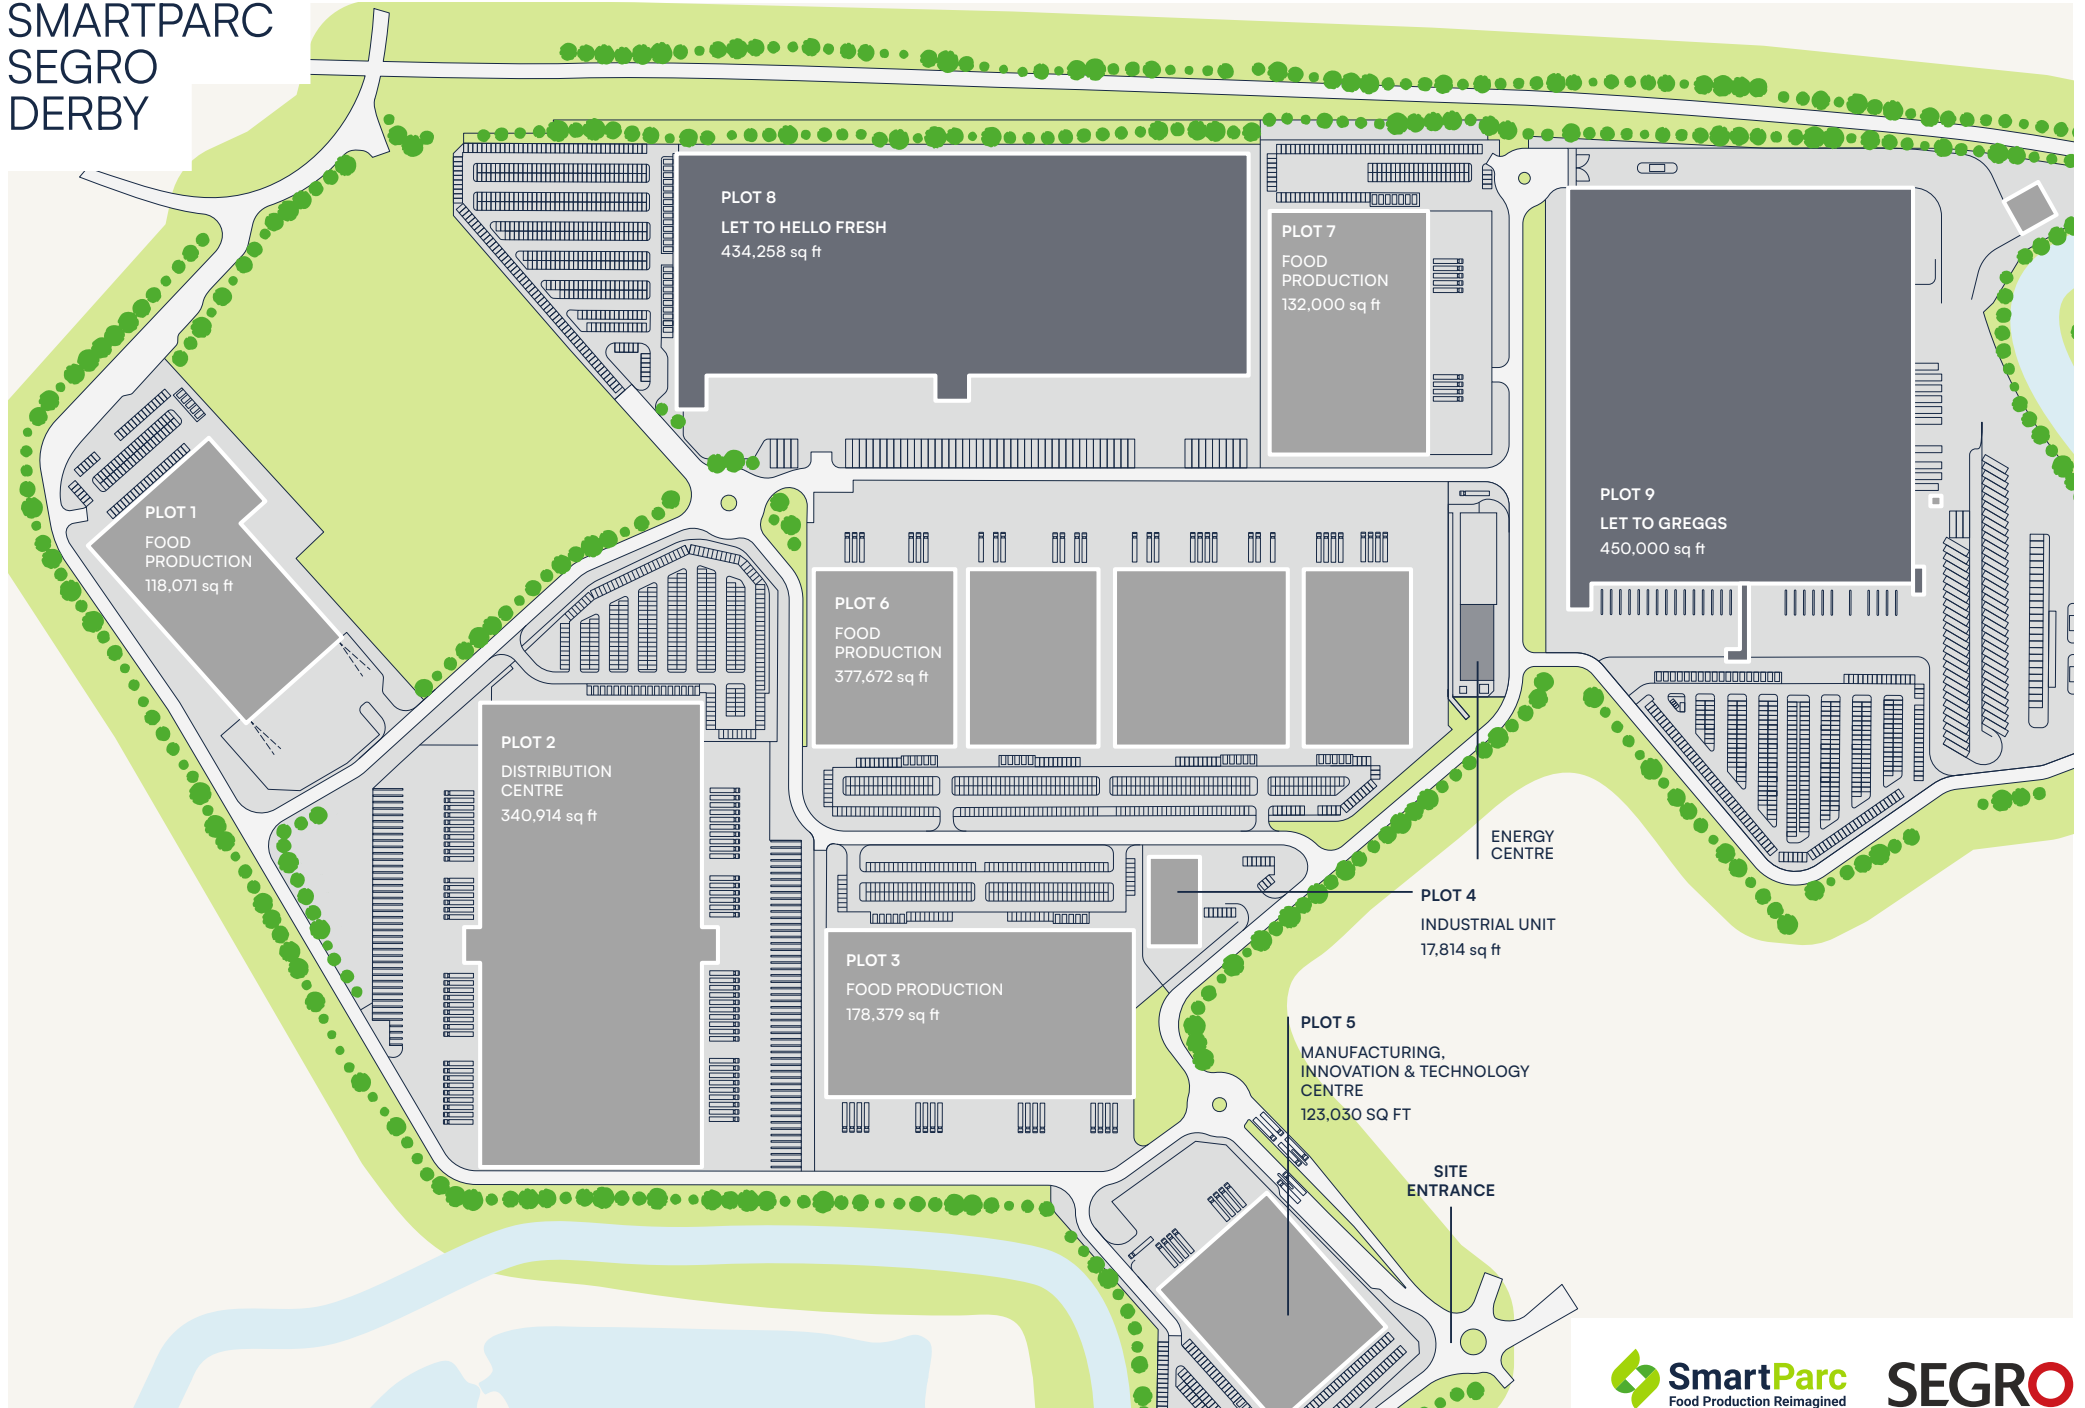 SMARTPARC
SEGRO
DERBY
PLOT 8
LET TO HELLO FRESH
434,258 sq ft
PLOT 7
FOOD
PRODUCTION
132,000 sq ft
PLOT 9
LET TO GREGGS
450,000 sq ft
PLOT 1
FOOD
PRODUCTION
118,071 sq ft
PLOT 6
FOOD
PRODUCTION
377,672 sq ft
PLOT 2
DISTRIBUTION
CENTRE
340,914 sq ft
ENERGY
CENTRE
PLOT 4
INDUSTRIAL UNIT
17,814 sq ft
PLOT 3
FOOD PRODUCTION
178,379 sq ft
PLOT 5
MANUFACTURING,
INNOVATION & TECHNOLOGY
CENTRE
123,030 SQ FT
SITE
ENTRANCE
SmartParc
Food Production Reimagined
SEGRO